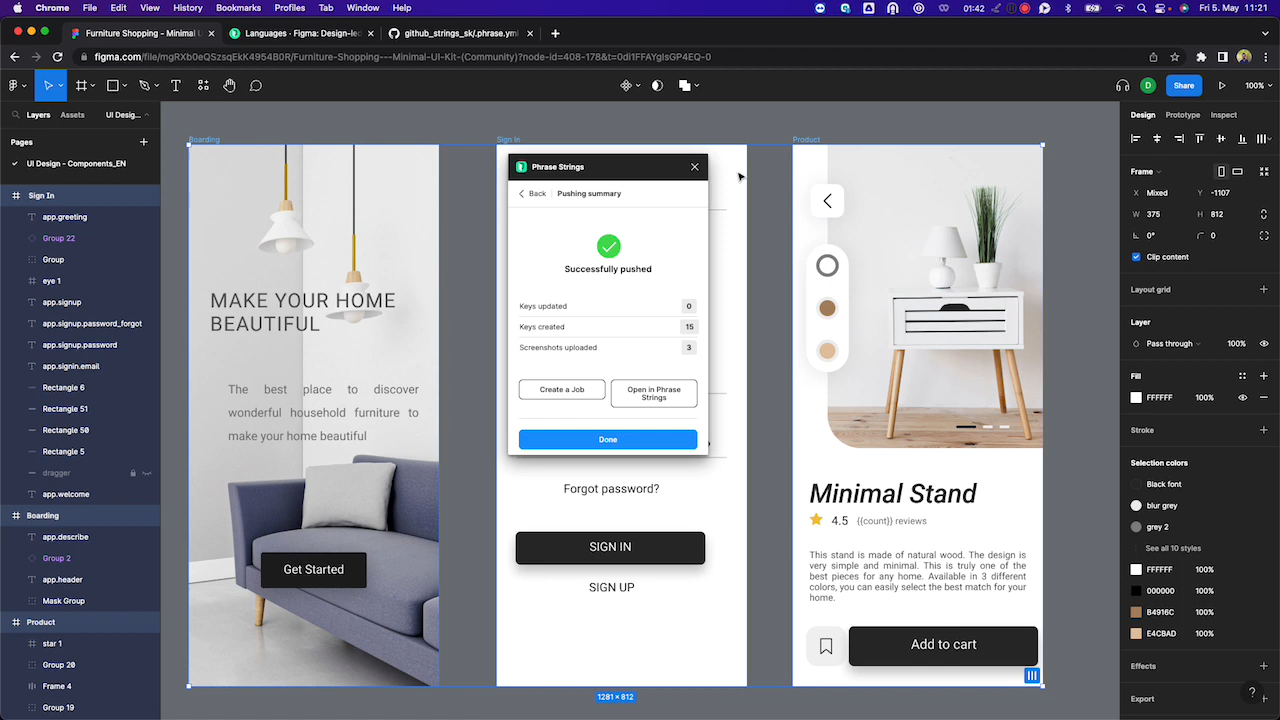 Chrome File Edit View History Bookmarks Profiles Tab Window Help
01:42
Fri 5. May 11:21
Furniture Shopping - Minimal U
Languages - Figma: Design-led
github_strings_sk/.phrase.yml
figma.com/file/mgRXb0eQSzsqEkK4954B0R/Furniture-Shopping---Minimal-UI-Kit-(Community)?node-id=408-178&t=0di1FFAYglsGP4EQ-0
D
Share
100%
Layers Assets UI Desig...
Pages
UI Design - Components_EN
Sign In
app.greeting
Group 22
Group
eye 1
app.signup
app.signup.password_forgot
app.signup.password
app.signin.email
Rectangle 6
Rectangle 51
Rectangle 50
Rectangle 5
dragger
app.welcome
Boarding
app.describe
Group 2
app.header
Mask Group
Product
star 1
Group 20
Frame 4
Group 19
Boarding
MAKE YOUR HOME
BEAUTIFUL
The best place to discover
wonderful household furniture to
make your home beautiful
Get Started
Sign In
Phrase Strings
Back
Pushing summary
Successfully pushed
Keys updated 0
Keys created 15
Screenshots uploaded 3
Create a Job
Open in Phrase
Strings
Done
Forgot password?
SIGN IN
SIGN UP
1281 × 812
Product
Minimal Stand
4.5 {{count}} reviews
This stand is made of natural wood. The design is
very simple and minimal. This is truly one of the
best pieces for any home. Available in 3 different
colors, you can easily select the best match for your
home.
Add to cart
Design Prototype Inspect
Frame
X Mixed Y -1107
W 375 H 812
0° 0
Clip content
Layout grid
Layer
Pass through 100%
Fill
FFFFFF 100%
Stroke
Selection colors
Black font
blur grey
grey 2
See all 10 styles
FFFFFF 100%
000000 100%
B4916C 100%
E4CBAD 100%
Effects
Export
?